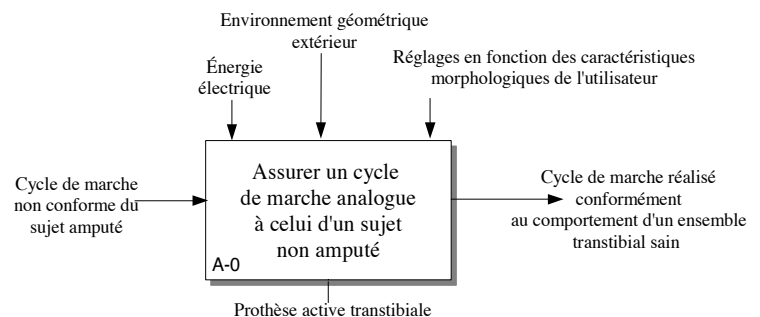 Environnement géométrique
extérieur
Énergie
électrique
Réglages en fonction des caractéristiques
morphologiques de l'utilisateur
Cycle de marche
non conforme du
sujet amputé
Assurer un cycle
de marche analogue
à celui d'un sujet
non amputé
A-0
Cycle de marche réalisé
conformément
au comportement d'un ensemble
transtibial sain
Prothèse active transtibiale